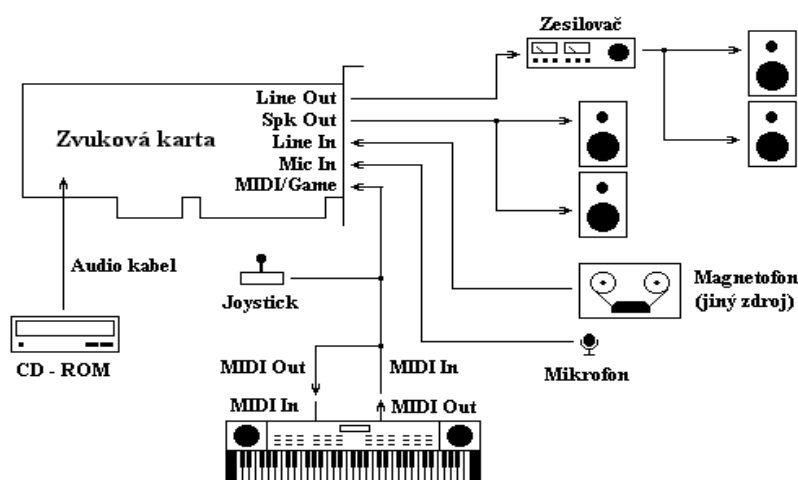 Zesilovač
Line Out
Spk Out
Zvuková karta
Line In
Mic In
MIDI/Game
Audio kabel
Joystick
Magnetofon
(jiný zdroj)
CD - ROM
Mikrofon
MIDI Out
MIDI In
MIDI In
MIDI Out